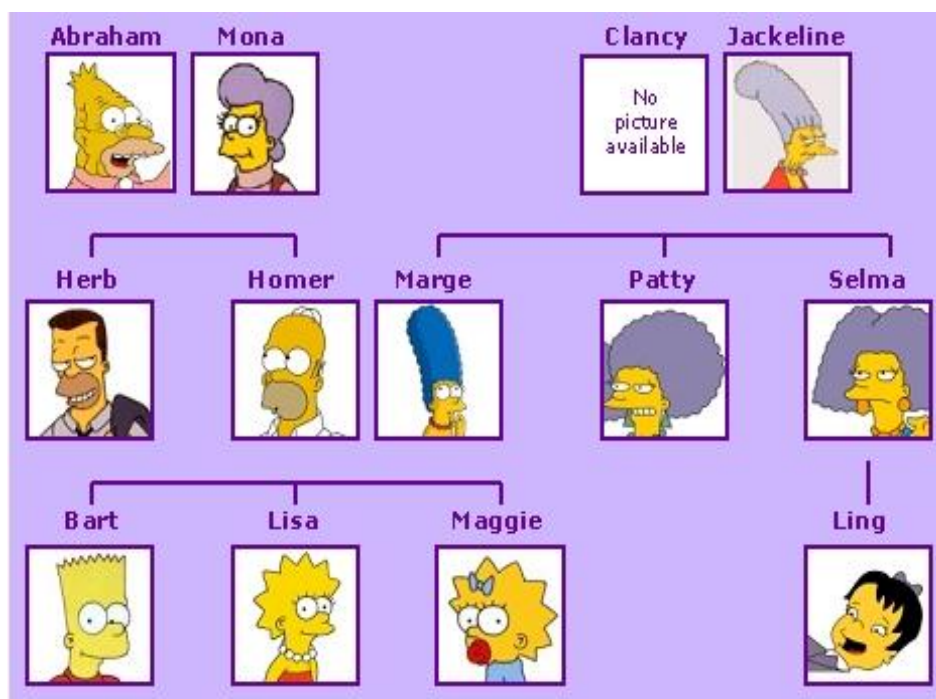 Abraham Mona Clancy Jackeline
No
picture
available
Herb Homer Marge Patty Selma
Bart Lisa Maggie Ling